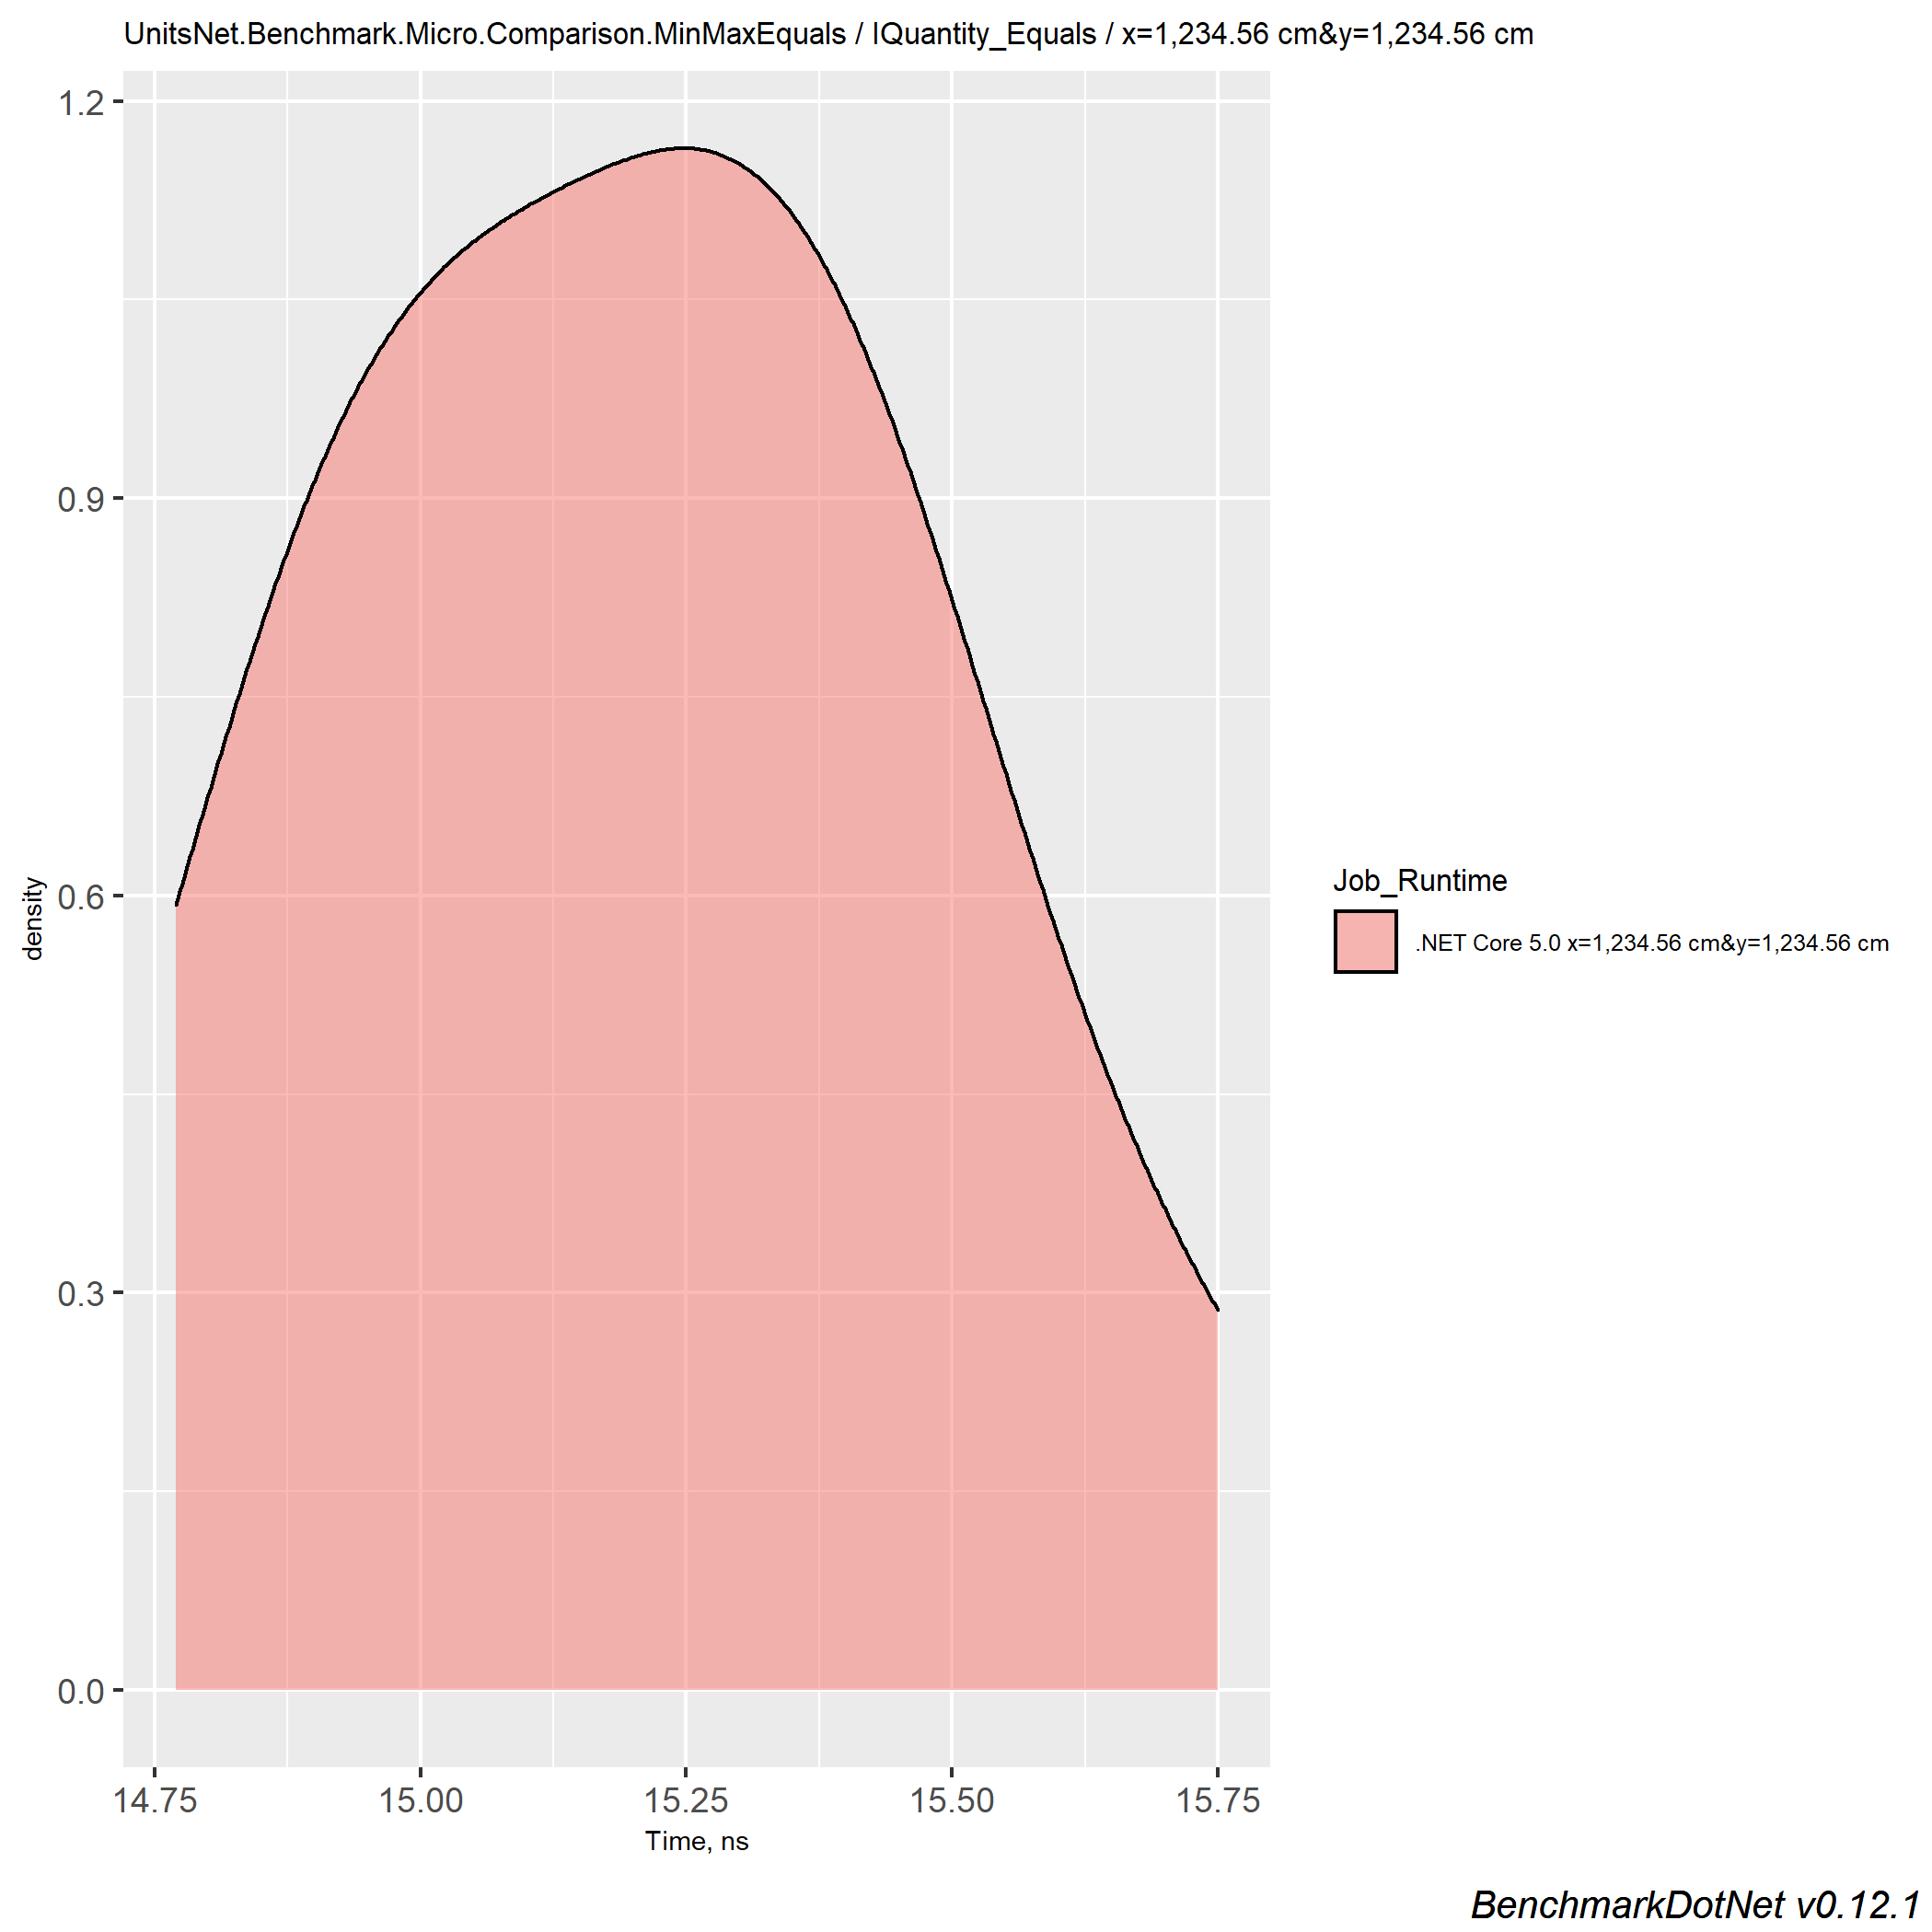 UnitsNet.Benchmark.Micro.Comparison.MinMaxEquals / IQuantity_Equals / x=1,234.56 cm&y=1,234.56 cm
1.2
0.9
0.6
0.3
0.0
density
14.75 15.00 15.25 15.50 15.75
Time, ns
Job_Runtime
.NET Core 5.0 x=1,234.56 cm&y=1,234.56 cm
BenchmarkDotNet v0.12.1